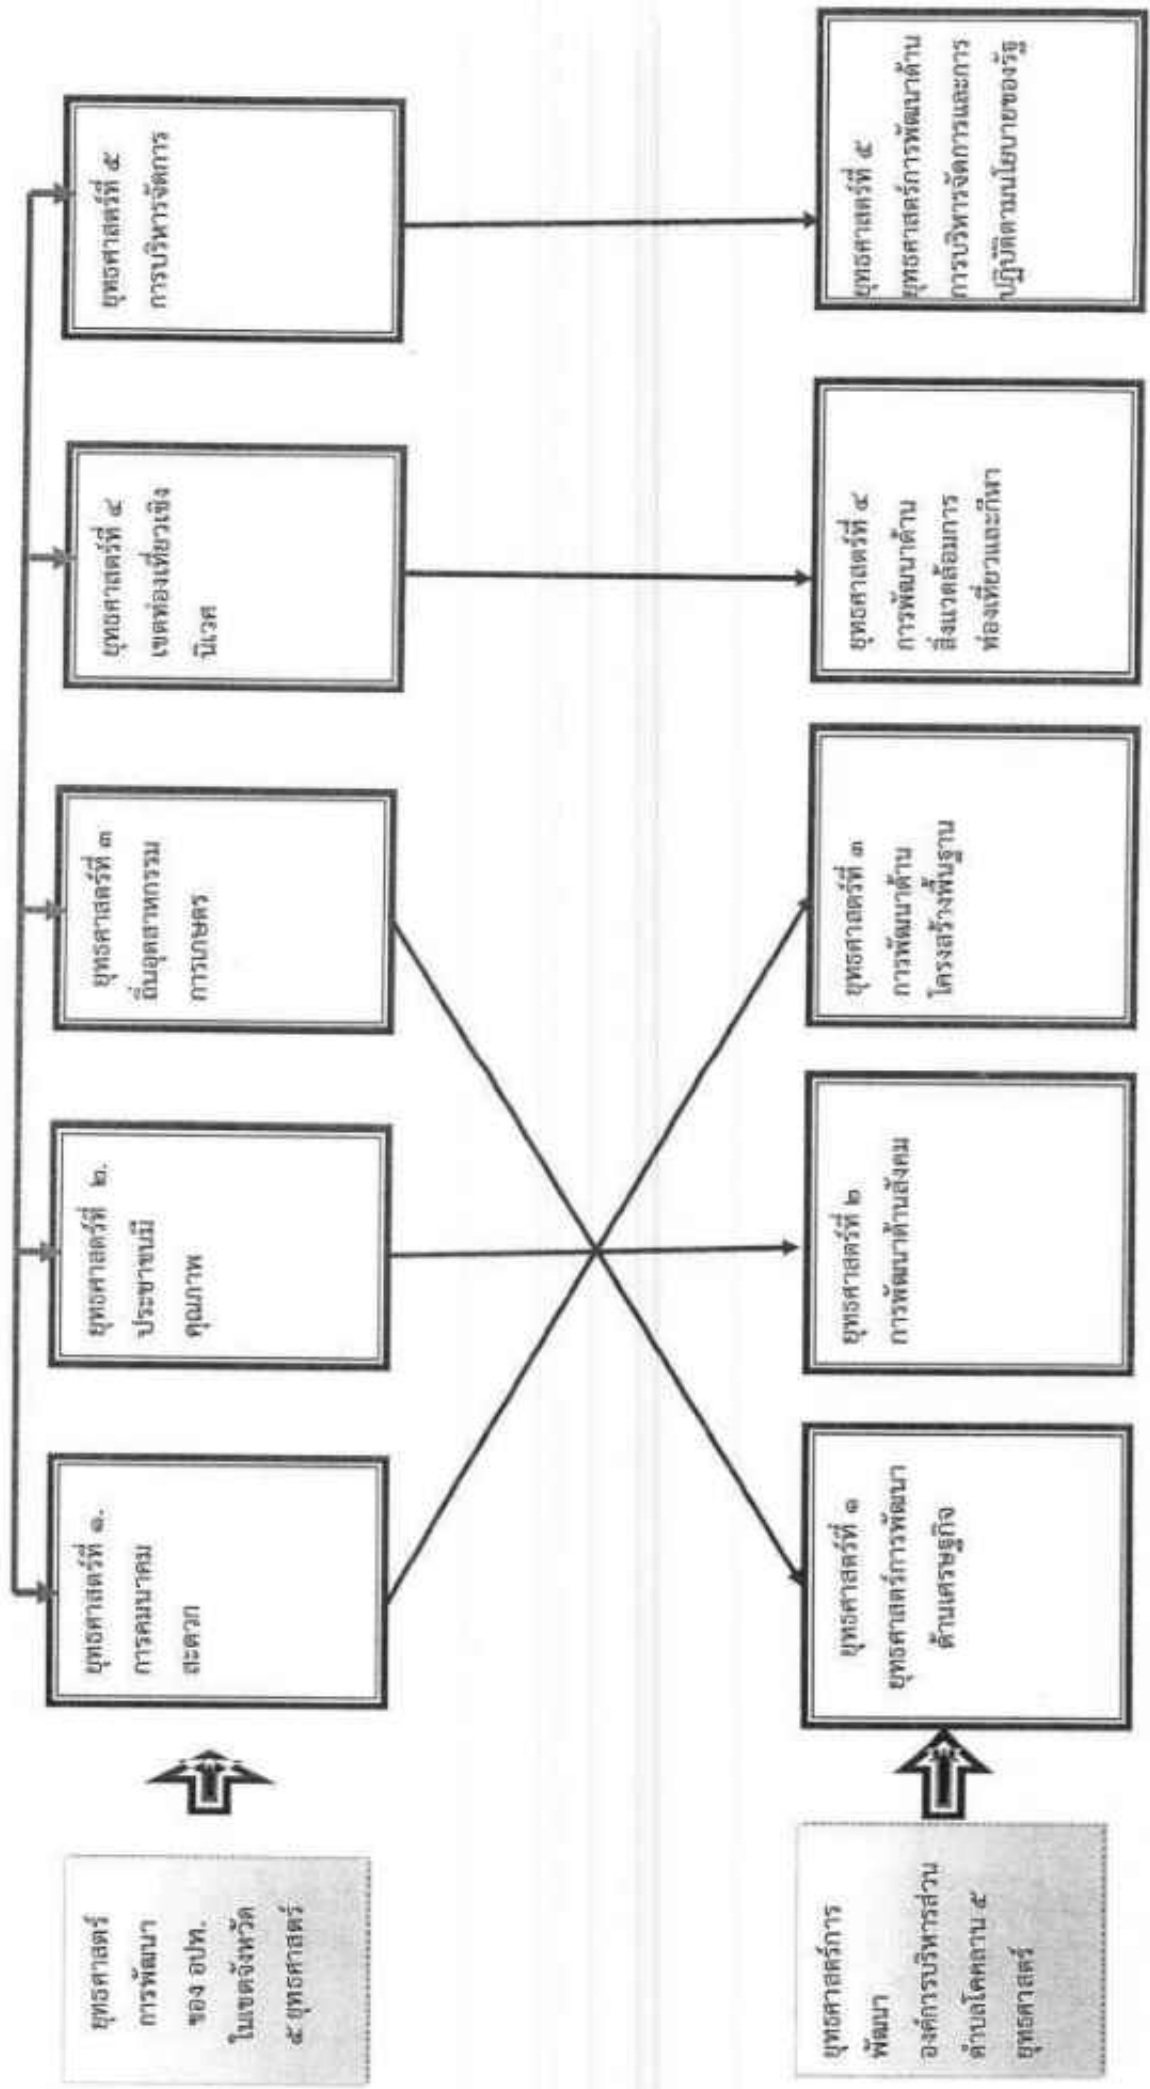 ยุทธศาสตร์
การพัฒนา
ของ อปท.
ในเขตจังหวัด
๕ ยุทธศาสตร์
ยุทธศาสตร์ที่ ๑.
การคมนาคม
สะดวก
ยุทธศาสตร์ที่ ๒.
ประชาชนมี
คุณภาพ
ยุทธศาสตร์ที่ ๓
ถิ่นอุตสาหกรรม
การเกษตร
ยุทธศาสตร์ที่ ๔
เขตท่องเที่ยวเชิง
นิเวศ
ยุทธศาสตร์ที่ ๕
การบริหารจัดการ
ยุทธศาสตร์การ
พัฒนา
องค์การบริหารส่วน
ตำบลโคคลาน ๕
ยุทธศาสตร์
ยุทธศาสตร์ที่ ๑
ยุทธศาสตร์การพัฒนา
ด้านเศรษฐกิจ
ยุทธศาสตร์ที่ ๒
การพัฒนาด้านสังคม
ยุทธศาสตร์ที่ ๓
การพัฒนาด้าน
โครงสร้างพื้นฐาน
ยุทธศาสตร์ที่ ๔
การพัฒนาด้าน
สิ่งแวดล้อมการ
ท่องเที่ยวและกีฬา
ยุทธศาสตร์ที่ ๕
ยุทธศาสตร์การพัฒนาด้าน
การบริหารจัดการและการ
ปฏิบัติตามนโยบายของรัฐ